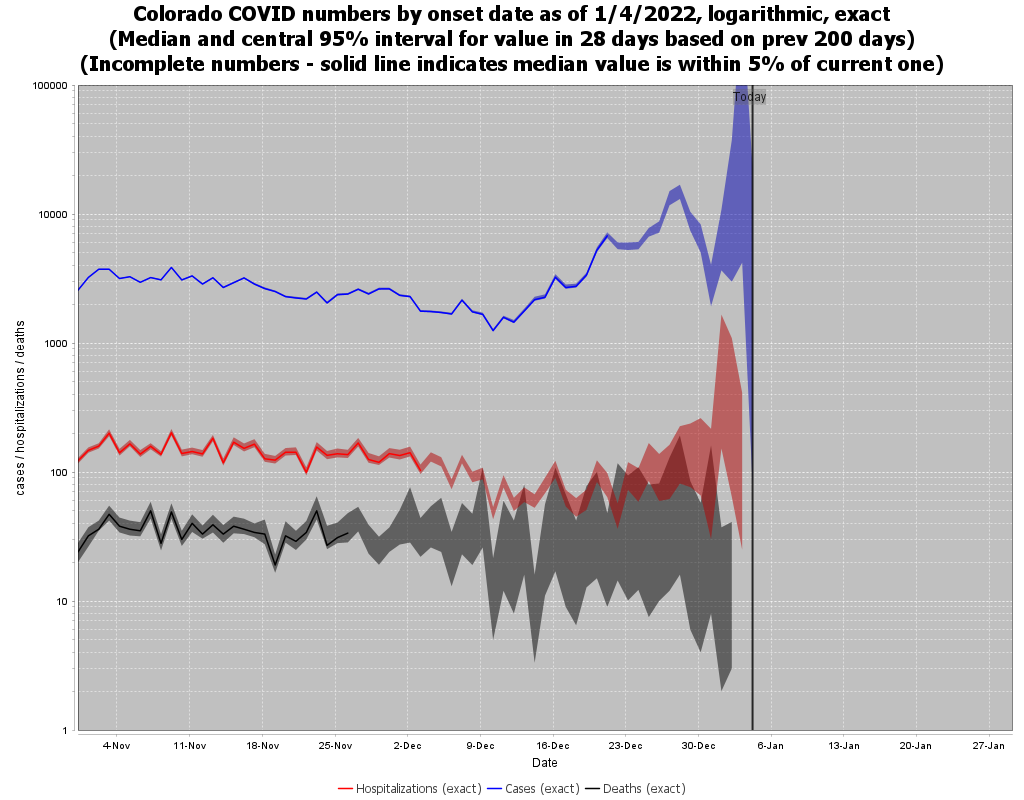 Colorado COVID numbers by onset date as of 1/4/2022, logarithmic, exact
(Median and central 95% interval for value in 28 days based on prev 200 days)
(Incomplete numbers - solid line indicates median value is within 5% of current one)
100000
Today
10000
1000
100
10
1
cases / hospitalizations / deaths
4-Nov 11-Nov 18-Nov 25-Nov 2-Dec 9-Dec 16-Dec 23-Dec 30-Dec 6-Jan 13-Jan 20-Jan 27-Jan
Date
Hospitalizations (exact) Cases (exact) Deaths (exact)